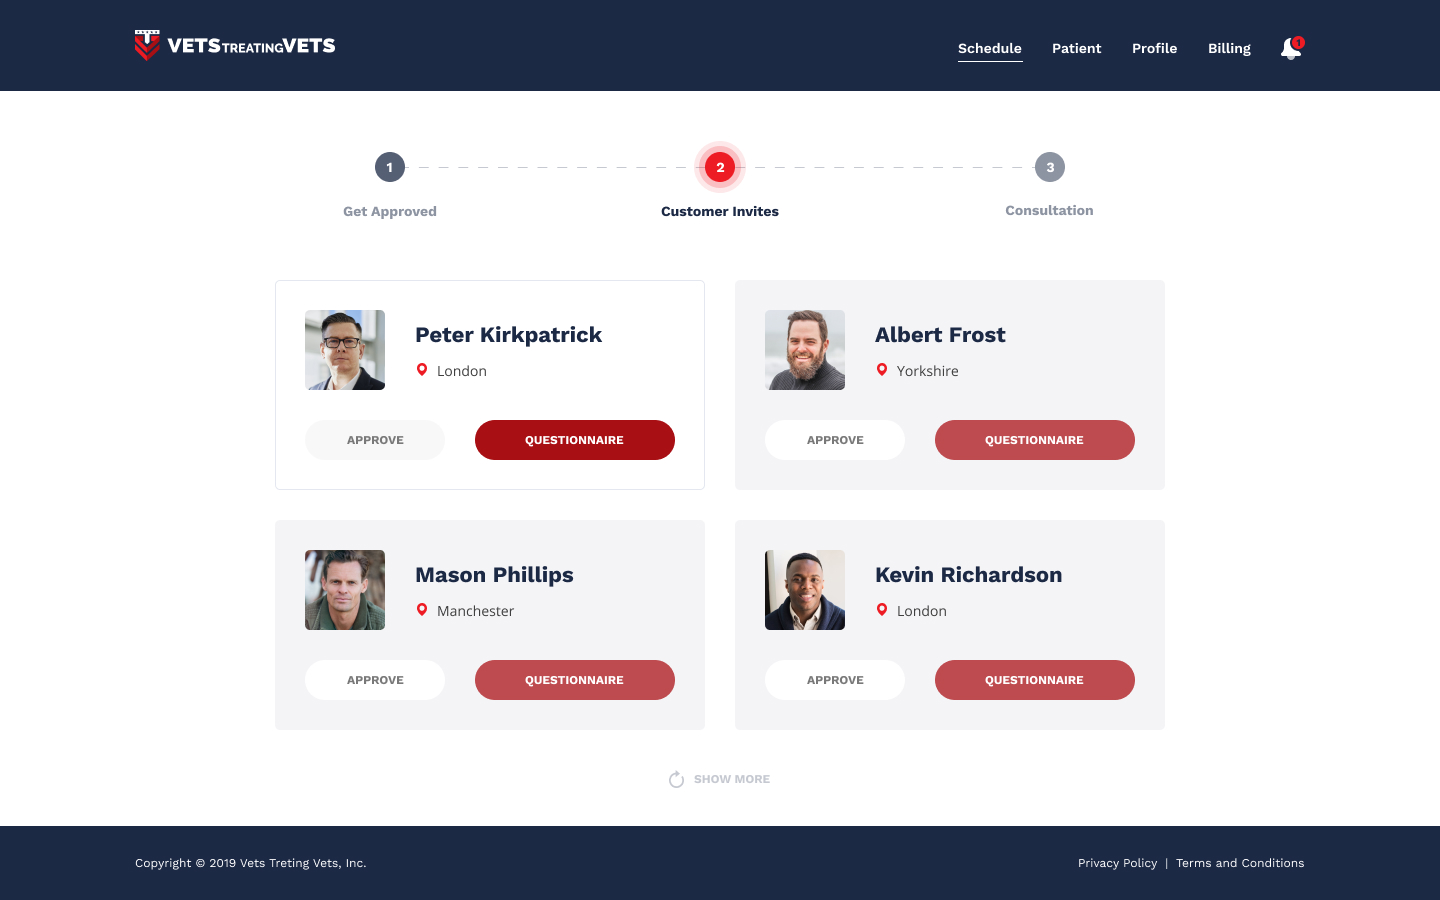 VETSTREATINGVETS
Schedule Patient Profile Billing 1
1 2 3
Get Approved Customer Invites Consultation
Peter Kirkpatrick
London
APPROVE QUESTIONNAIRE
Albert Frost
Yorkshire
APPROVE QUESTIONNAIRE
Mason Phillips
Manchester
APPROVE QUESTIONNAIRE
Kevin Richardson
London
APPROVE QUESTIONNAIRE
SHOW MORE
Copyright © 2019 Vets Treting Vets, Inc.
Privacy Policy | Terms and Conditions